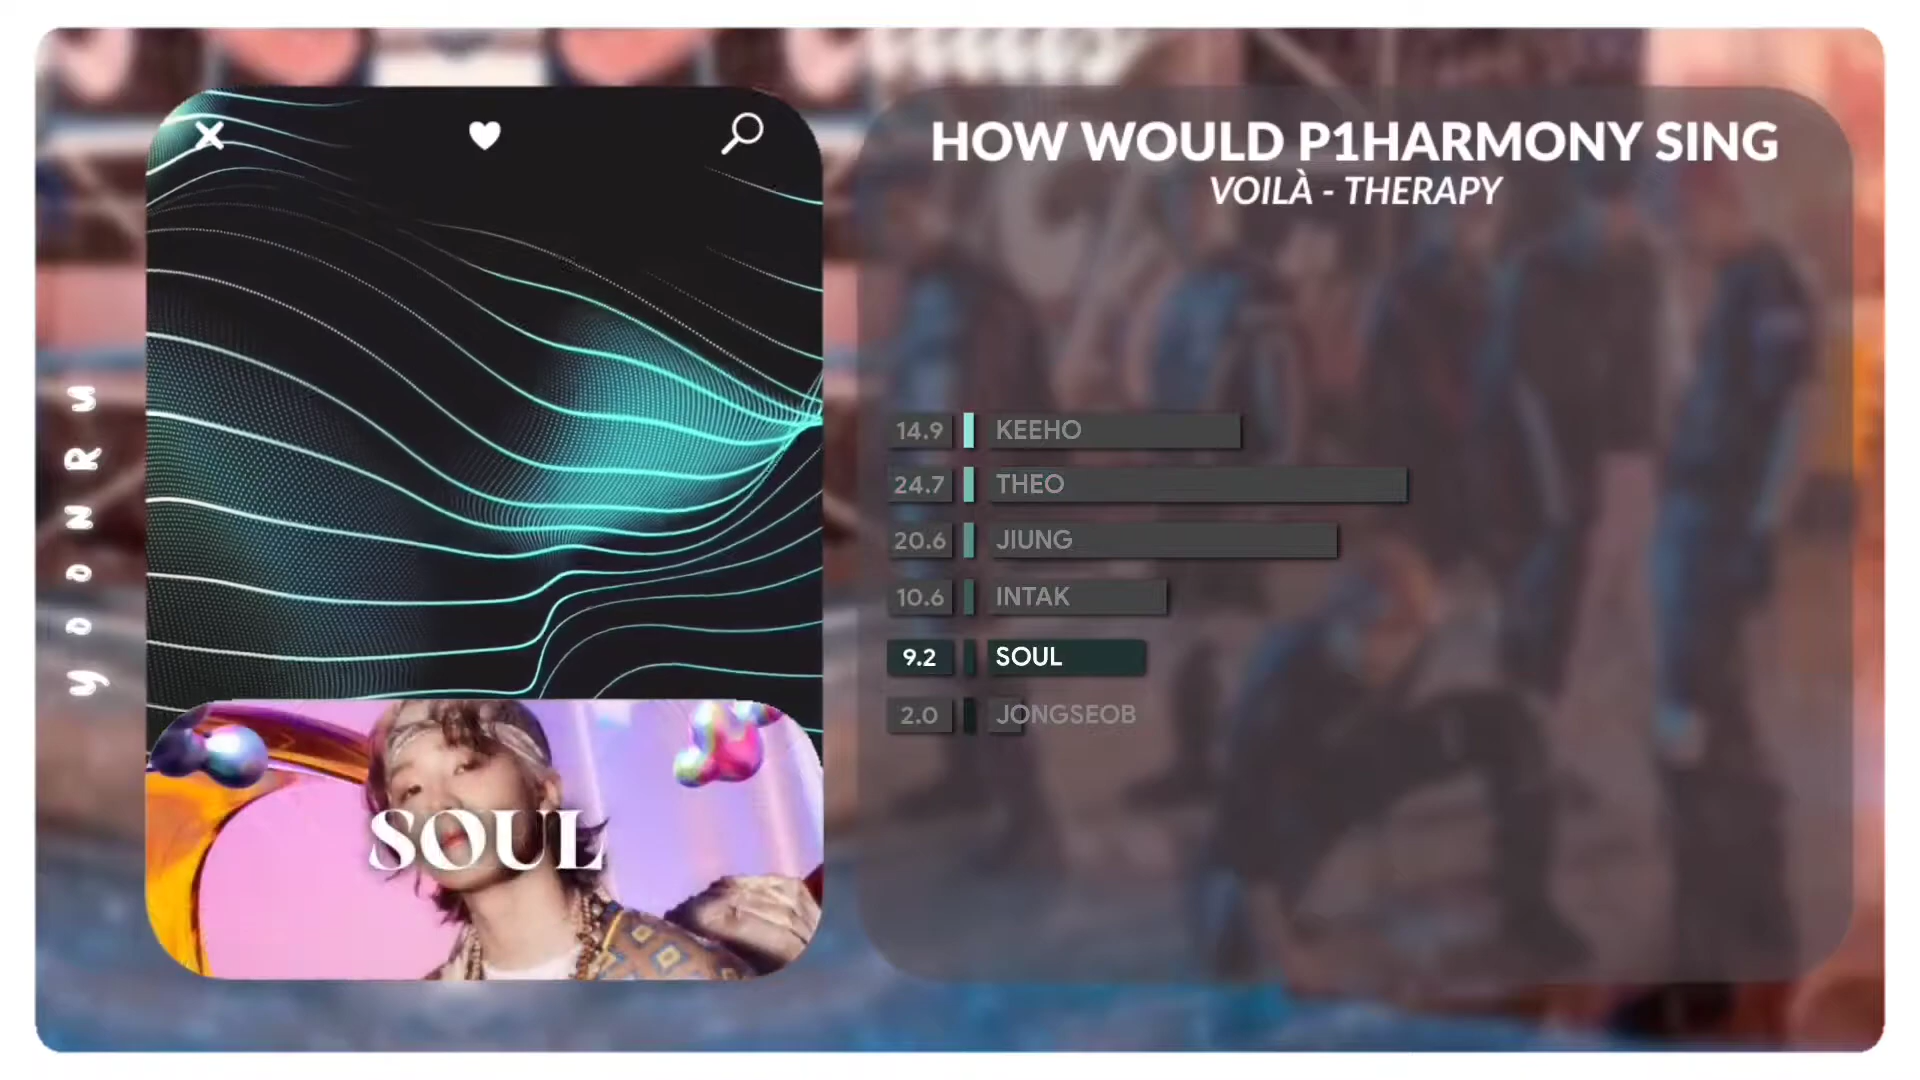 YOONRM
HOW WOULD P1HARMONY SING
VOILÀ - THERAPY
14.9 KEEHO
24.7 THEO
20.6 JIUNG
10.6 INTAK
9.2 SOUL
2.0 JONGSEOB
SOUL